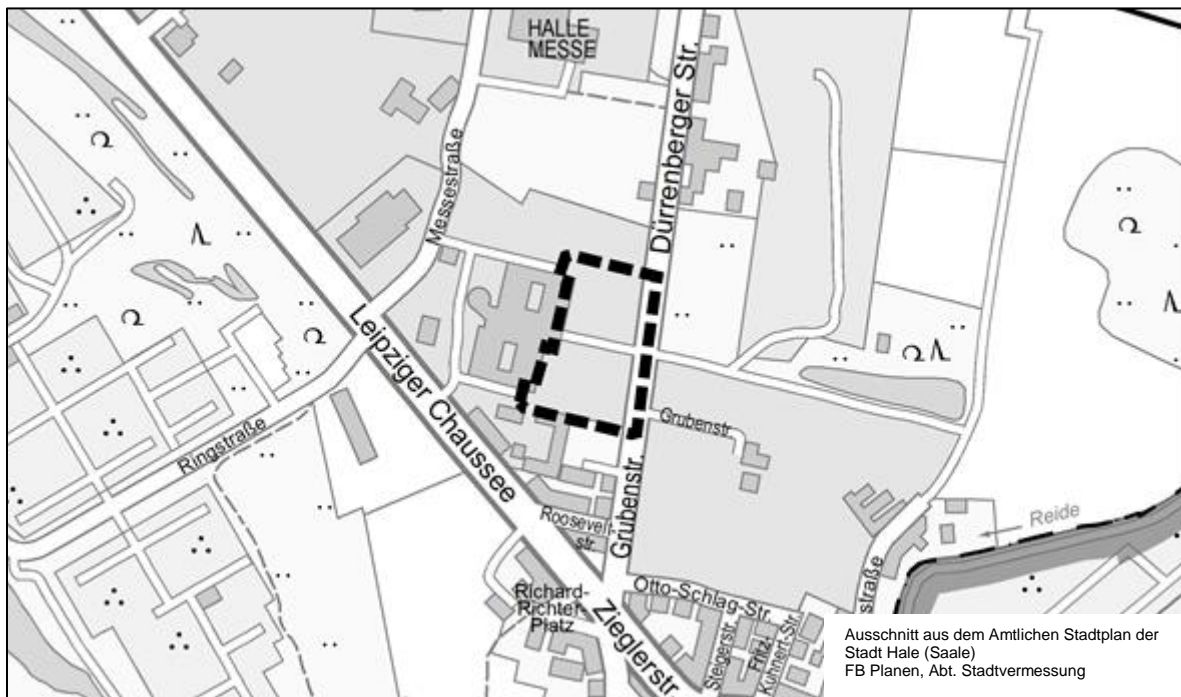 HALLE
MESSE
Dürrenberger Str.
Messestraße
Leipziger Chaussee
Ringstraße
Grubenstr.
Grubenstr.
Roosevelt-
str.
Reide
Richard-
Richter-
Platz
Zieglerstr.
Otto-Schlag-Str.
Steigerstr.
Fritz-
Kuhnert-Str.
straße
Ausschnitt aus dem Amtlichen Stadtplan der
Stadt Hale (Saale)
FB Planen, Abt. Stadtvermessung